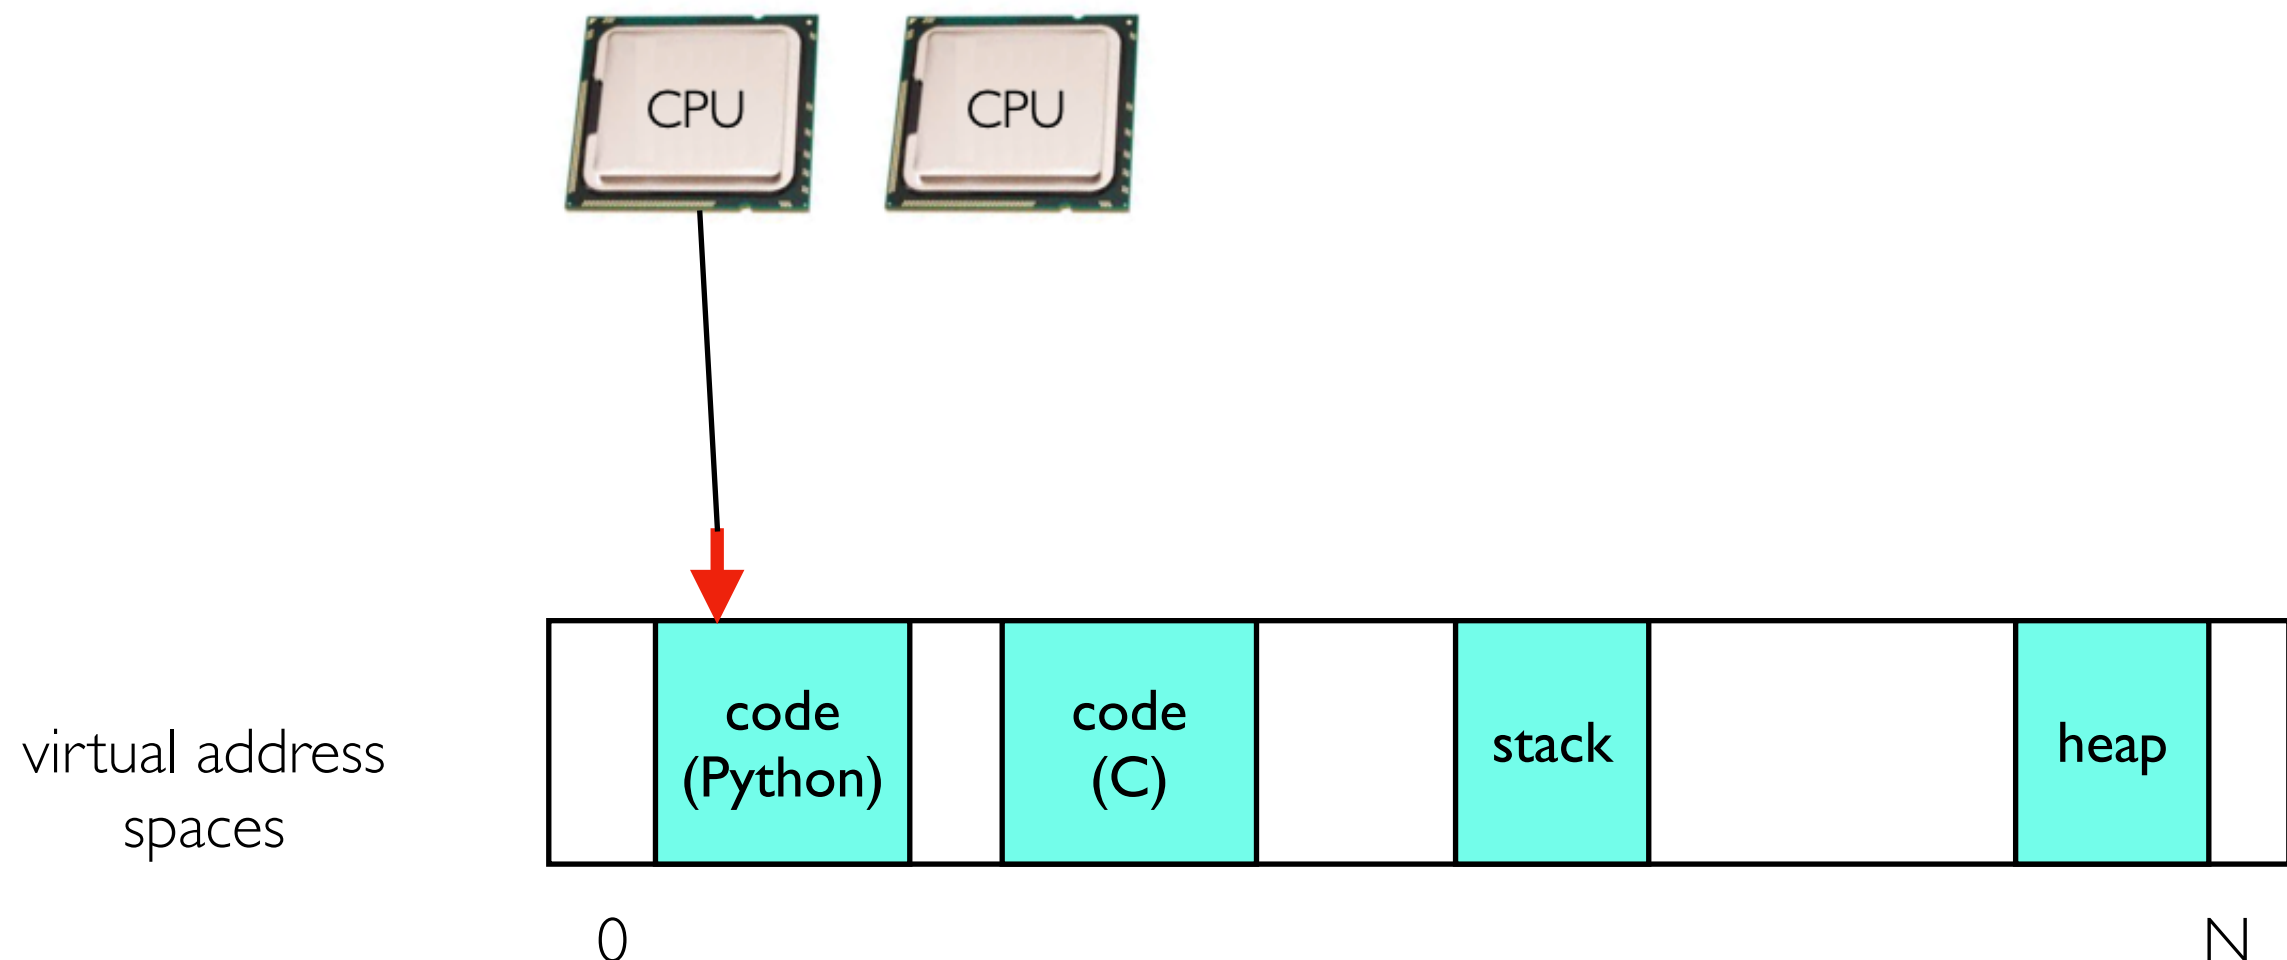 CPU
CPU
code
(Python)
code
(C)
stack
heap
virtual address
spaces
0
N